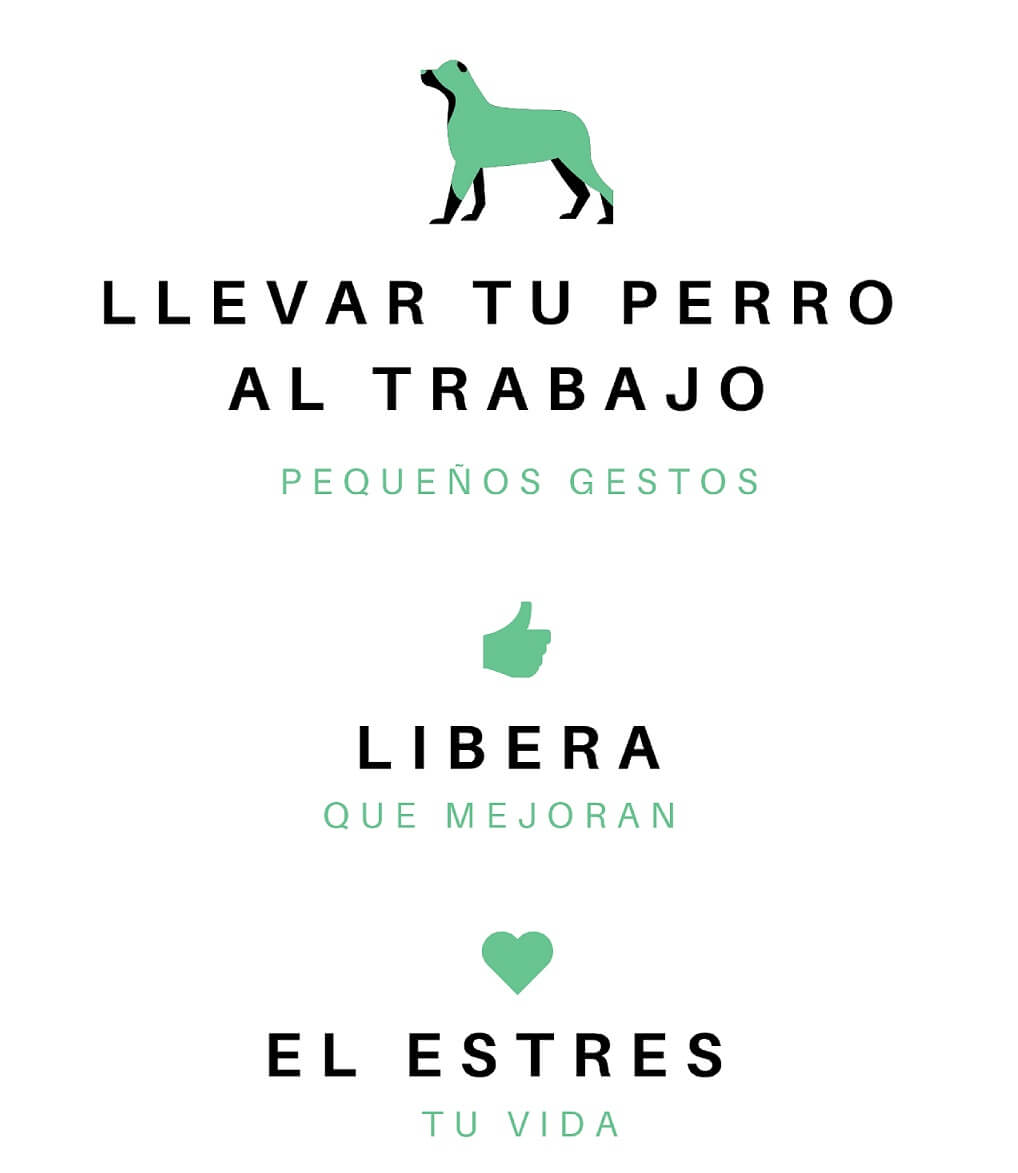 LLEVAR TU PERRO
AL TRABAJO
PEQUEÑOS GESTOS
LIBERA
QUE MEJORAN
EL ESTRES
TU VIDA